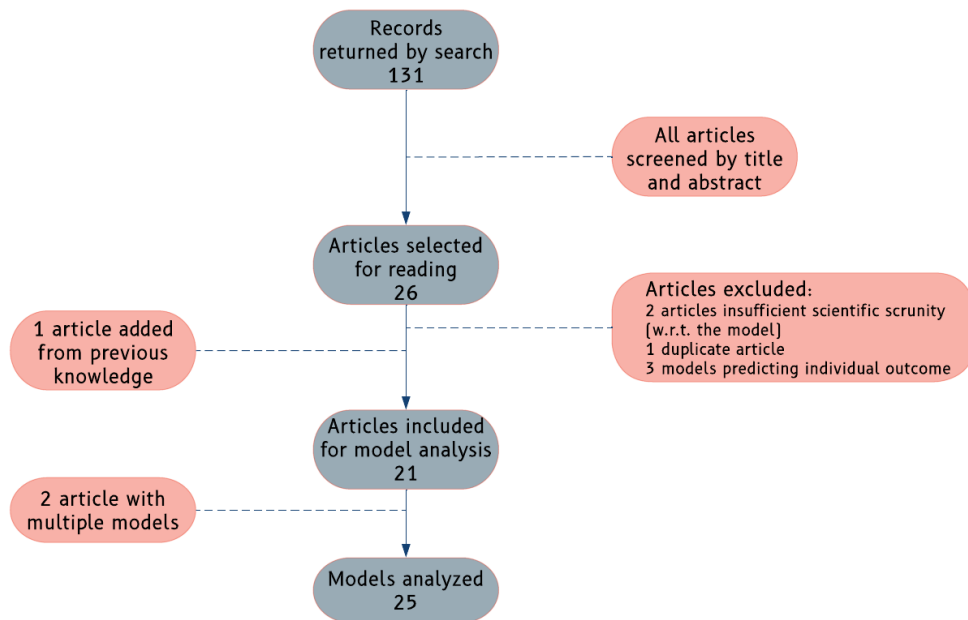 Records
returned by search
131
All articles
screened by title
and abstract
Articles selected
for reading
26
Articles excluded:
2 articles insufficient scientific scrunity
(w.r.t. the model)
1 duplicate article
3 models predicting individual outcome
1 article added
from previous
knowledge
Articles included
for model analysis
21
2 article with
multiple models
Models analyzed
25